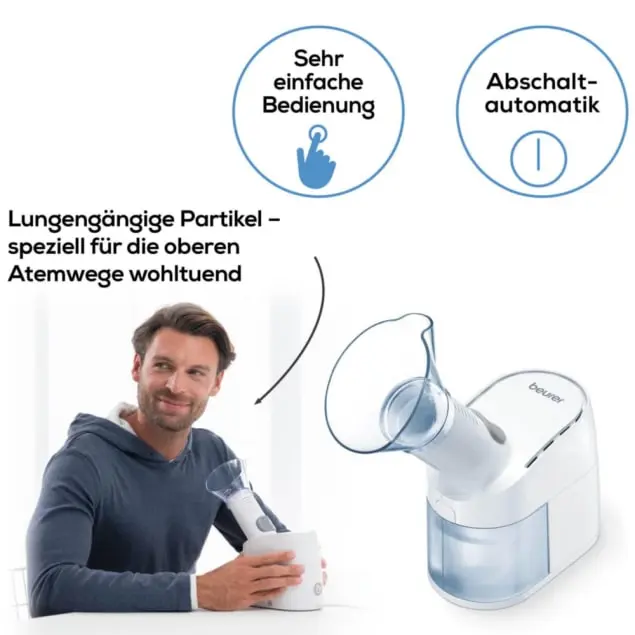 Sehr
einfache
Bedienung
Abschalt-
automatik
Lungengängige Partikel –
speziell für die oberen
Atemwege wohltuend
beurer